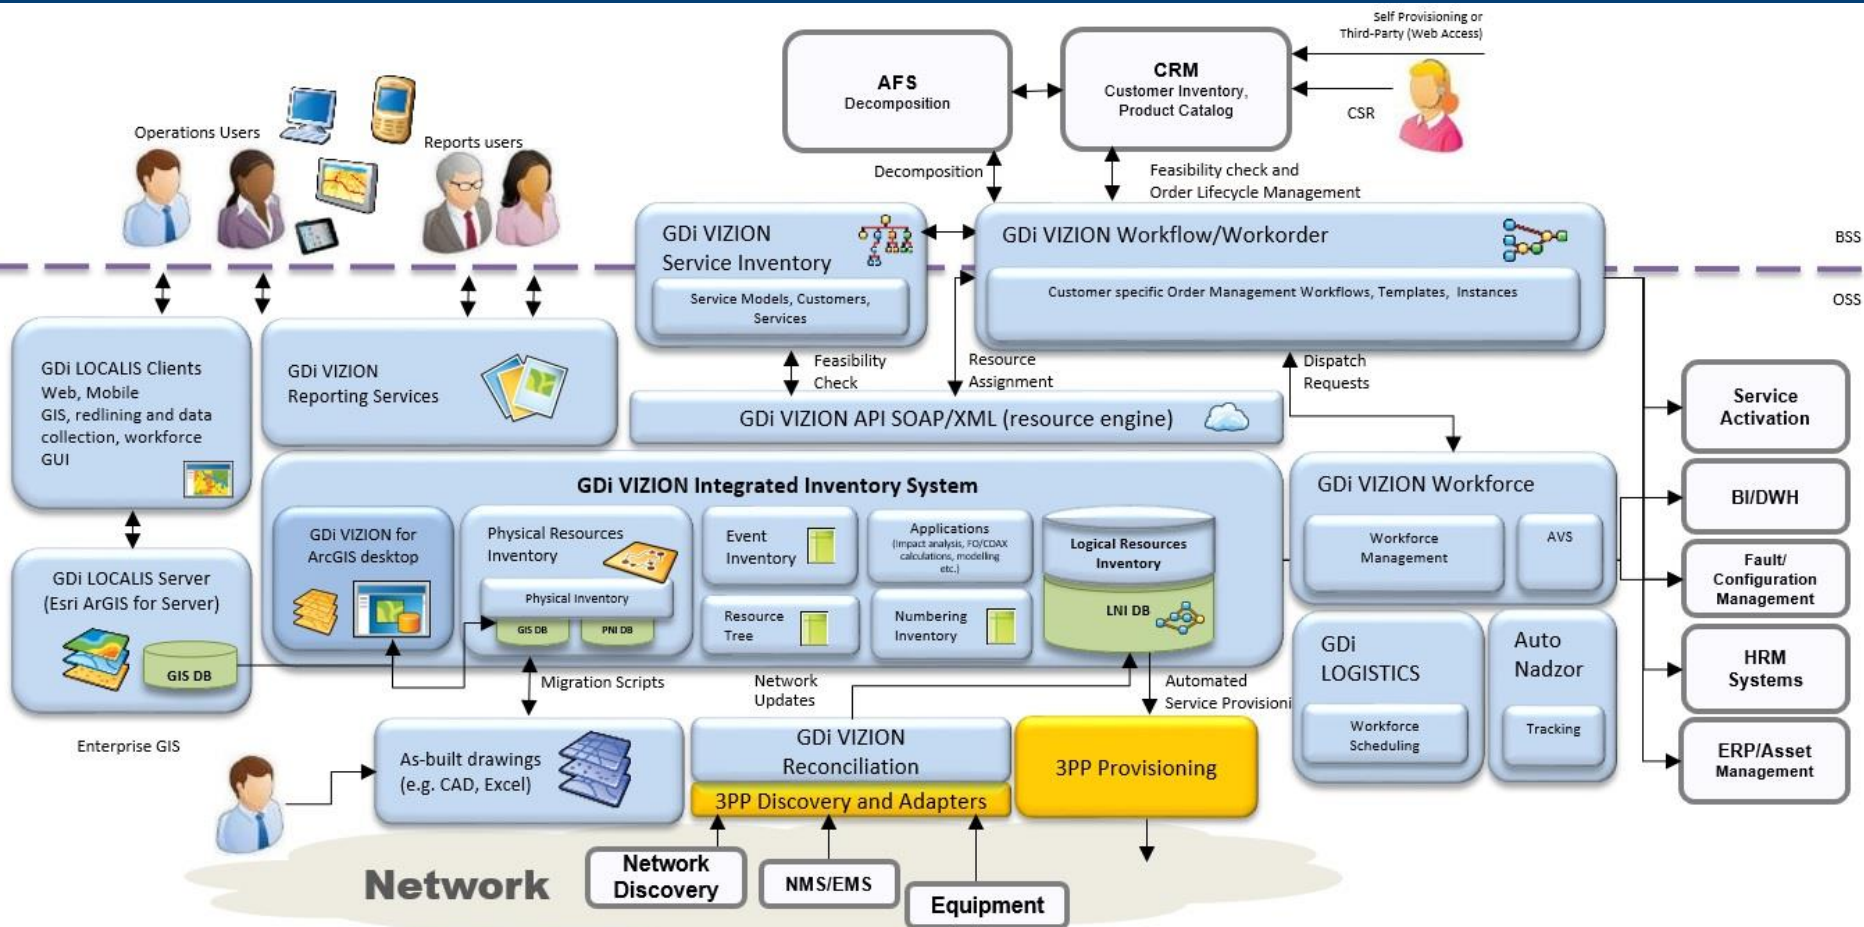 Self Provisioning or
Third-Party (Web Access)
AFS
Decomposition
CRM
Customer Inventory,
Product Catalog
CSR
Operations Users
Reports users
Decomposition
Feasibility check and
Order Lifecycle Management
GDi VIZION
Service Inventory
Service Models, Customers,
Services
GDi VIZION Workflow/Workorder
Customer specific Order Management Workflows, Templates, Instances
BSS
OSS
GDi LOCALIS Clients
Web, Mobile
GIS, redlining and data
collection, workforce
GUI
GDi VIZION
Reporting Services
Feasibility
Check
Resource
Assignment
Dispatch
Requests
GDi VIZION API SOAP/XML (resource engine)
Service
Activation
BI/DWH
Fault/
Configuration
Management
HRM
Systems
ERP/Asset
Management
GDi VIZION Integrated Inventory System
GDi VIZION for
ArcGIS desktop
Physical Resources
Inventory
Physical Inventory
GIS DB
PNI DB
Event
Inventory
Resource
Tree
Applications
(Impact analysis, FO/COAX
calculations, modelling
etc.)
Numbering
Inventory
Logical Resources
Inventory
LNI DB
GDi VIZION Workforce
Workforce
Management
AVS
GDi LOCALIS Server
(Esri ArGIS for Server)
GIS DB
Enterprise GIS
GDi
LOGISTICS
Workforce
Scheduling
Auto
Nadzor
Tracking
Migration Scripts
Network
Updates
Automated
Service Provisioni
As-built drawings
(e.g. CAD, Excel)
GDi VIZION
Reconciliation
3PP Discovery and Adapters
3PP Provisioning
Network
Network
Discovery
NMS/EMS
Equipment